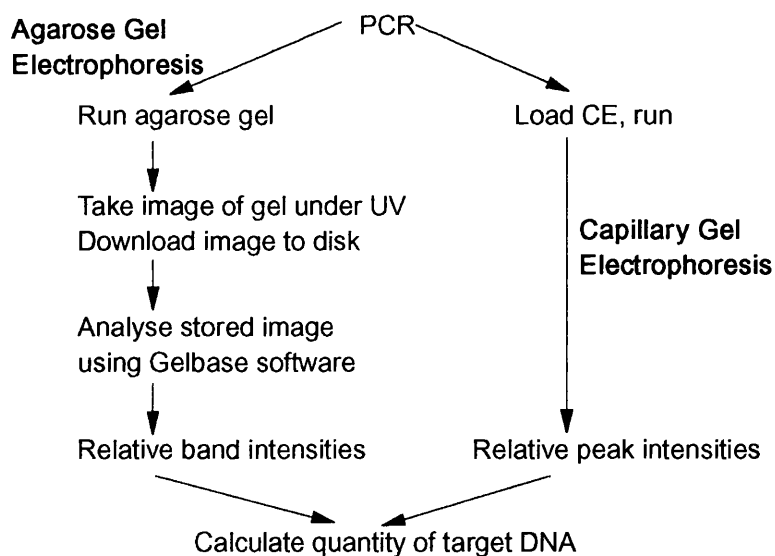 Agarose Gel
Electrophoresis
PCR
Run agarose gel
Load CE, run
Take image of gel under UV
Download image to disk
Capillary Gel
Electrophoresis
Analyse stored image
using Gelbase software
Relative band intensities
Relative peak intensities
Calculate quantity of target DNA